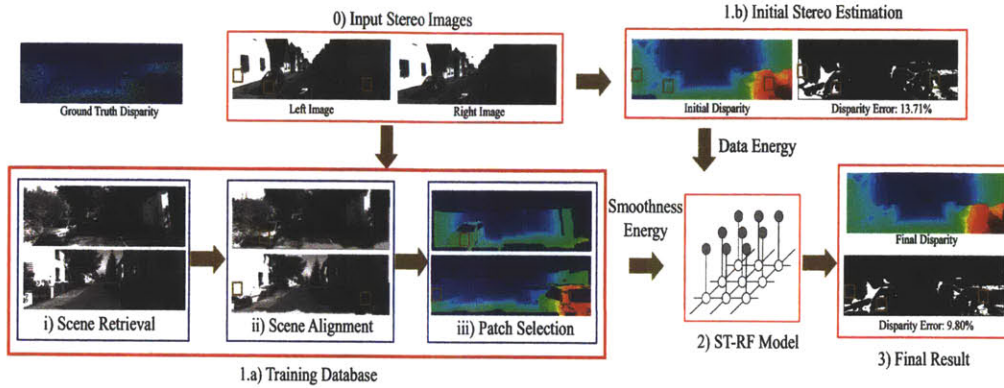 0) Input Stereo Images
1.b) Initial Stereo Estimation
Ground Truth Disparity
Left Image
Right Image
Initial Disparity
Disparity Error: 13.71%
Data Energy
Smoothness
Energy
Final Disparity
i) Scene Retrieval
ii) Scene Alignment
iii) Patch Selection
2) ST-RF Model
Disparity Error: 9.80%
1.a) Training Database
3) Final Result